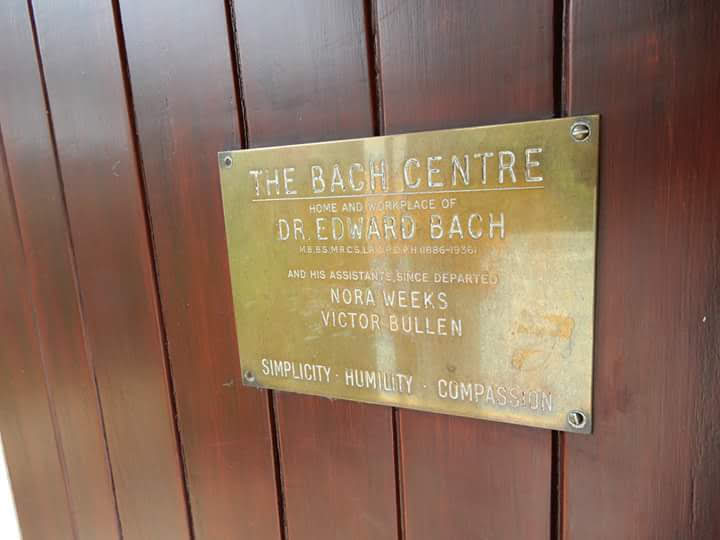 THE BACH CENTRE
HOME AND WORKPLACE OF
DR. EDWARD BACH
M.B.,B.S.,M.R.C.S.,L.R.C.P.,D.P.H. (1886-1936)
AND HIS ASSISTANTS, SINCE DEPARTED
NORA WEEKS
VICTOR BULLEN
SIMPLICITY · HUMILITY · COMPASSION